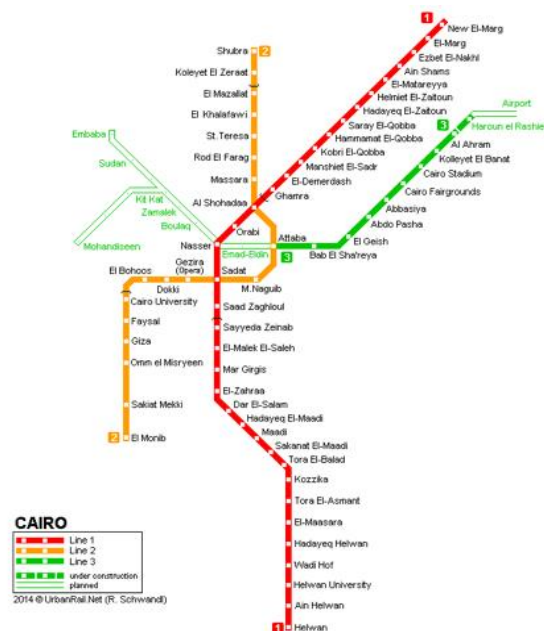 1
New El-Marg
El-Marg
Ezbet El-Nakhl
Ain Shams
El-Matareyya
Helmiet El-Zaitoun
Hadayeq El-Zaitoun
Saray El-Qobba
Hammamat El-Qobba
Kobri El-Qobba
Manshiet El-Sadr
El-Demerdash
Ghamra
Shubra
2
Koleyet El Zeraat
El Mazallat
El Khalafawi
St.Teresa
Rod El Farag
Massara
Al Shohadaa
Airport
3
Haroun el Rashie
Al Ahram
Kolleyet El Banat
Cairo Stadium
Cairo Fairgrounds
Abbasiya
Abdo Pasha
El Geish
Bab El Sha'reya
Attaba
3
Embaba
Sudan
Kit Kat
Zamalek
Boulaq
Mohandiseen
Emad-Eldin
Orabi
Nasser
Gezira
(Opera)
Sadat
M.Naguib
El Bohoos
Dokki
Cairo University
Faysal
Giza
Omm el Misryeen
Sakiat Mekki
2
El Monib
Saad Zaghloul
Sayyeda Zeinab
El-Malek El-Saleh
Mar Girgis
El-Zahraa
Dar El-Salam
Hadayeq El-Maadi
Maadi
Sakanat El-Maadi
Tora El-Balad
Kozzika
Tora El-Asmant
El-Maasara
Hadayeq Helwan
Wadi Hof
Helwan University
Ain Helwan
1
Helwan
CAIRO
Line 1
Line 2
Line 3
under construction
planned
2014 @ UrbanRail.Net (R. Schwandl)